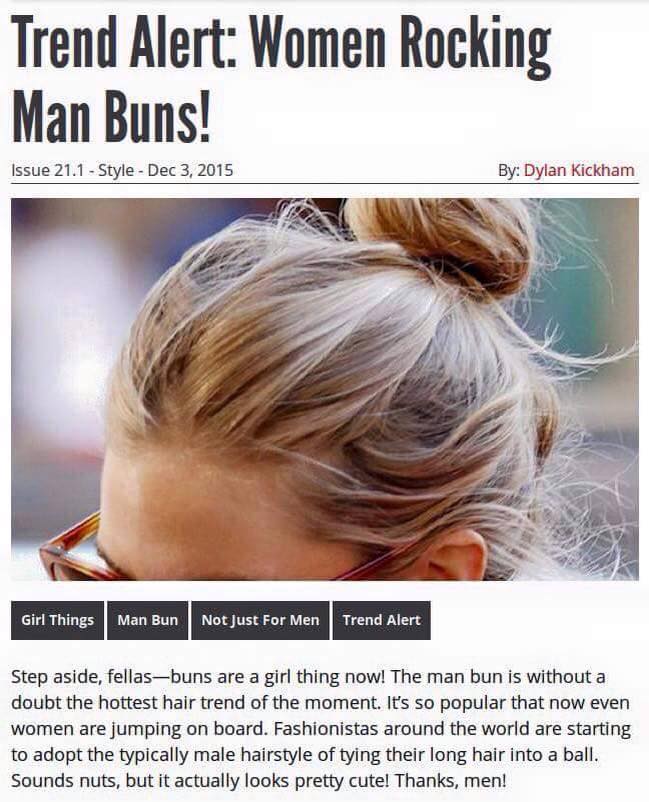 Trend Alert: Women Rocking
Man Buns!
Issue 21.1 - Style - Dec 3, 2015 By: Dylan Kickham
Girl Things Man Bun Not Just For Men Trend Alert
Step aside, fellas—buns are a girl thing now! The man bun is without a
doubt the hottest hair trend of the moment. It’s so popular that now even
women are jumping on board. Fashionistas around the world are starting
to adopt the typically male hairstyle of tying their long hair into a ball.
Sounds nuts, but it actually looks pretty cute! Thanks, men!